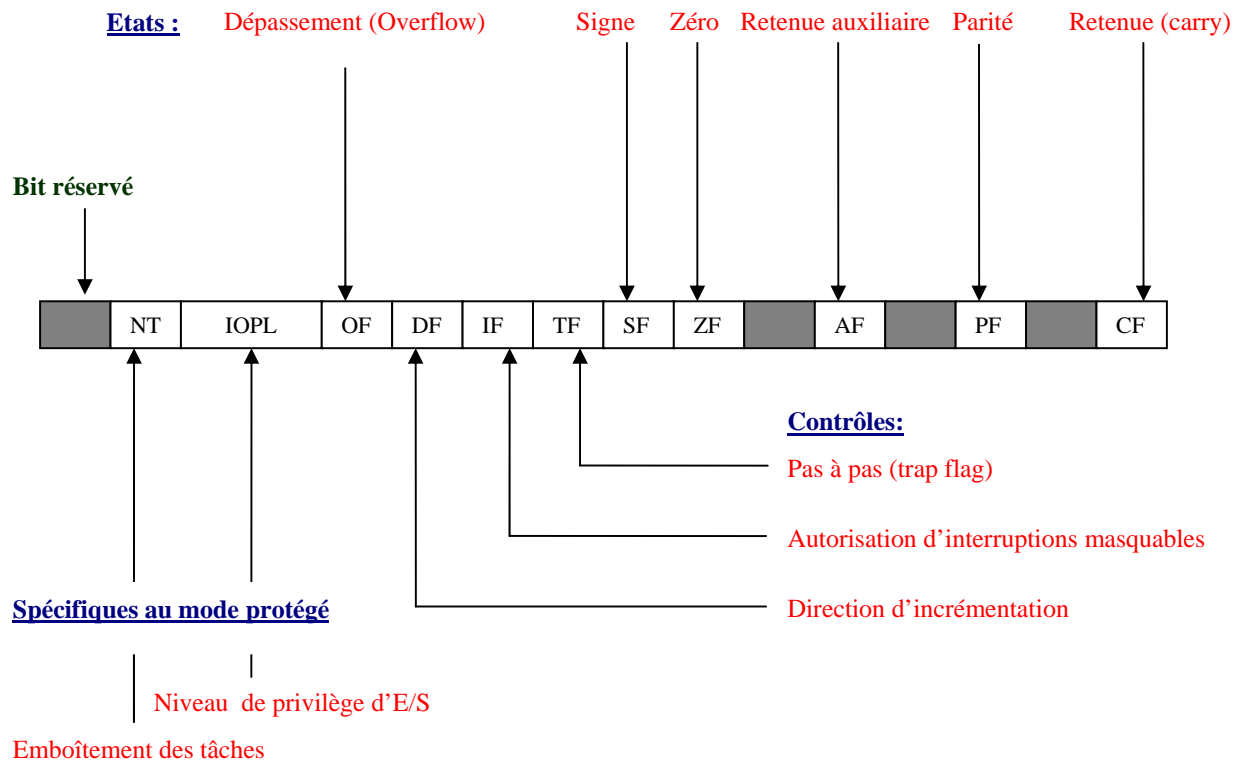 Etats : Dépassement (Overflow) Signe Zéro Retenue auxiliaire Parité Retenue (carry)
Bit réservé
NT IOPL OF DF IF TF SF ZF AF PF CF
Contrôles:
Pas à pas (trap flag)
Autorisation d’interruptions masquables
Spécifiques au mode protégé
Direction d’incrémentation
Niveau de privilège d’E/S
Emboîtement des tâches